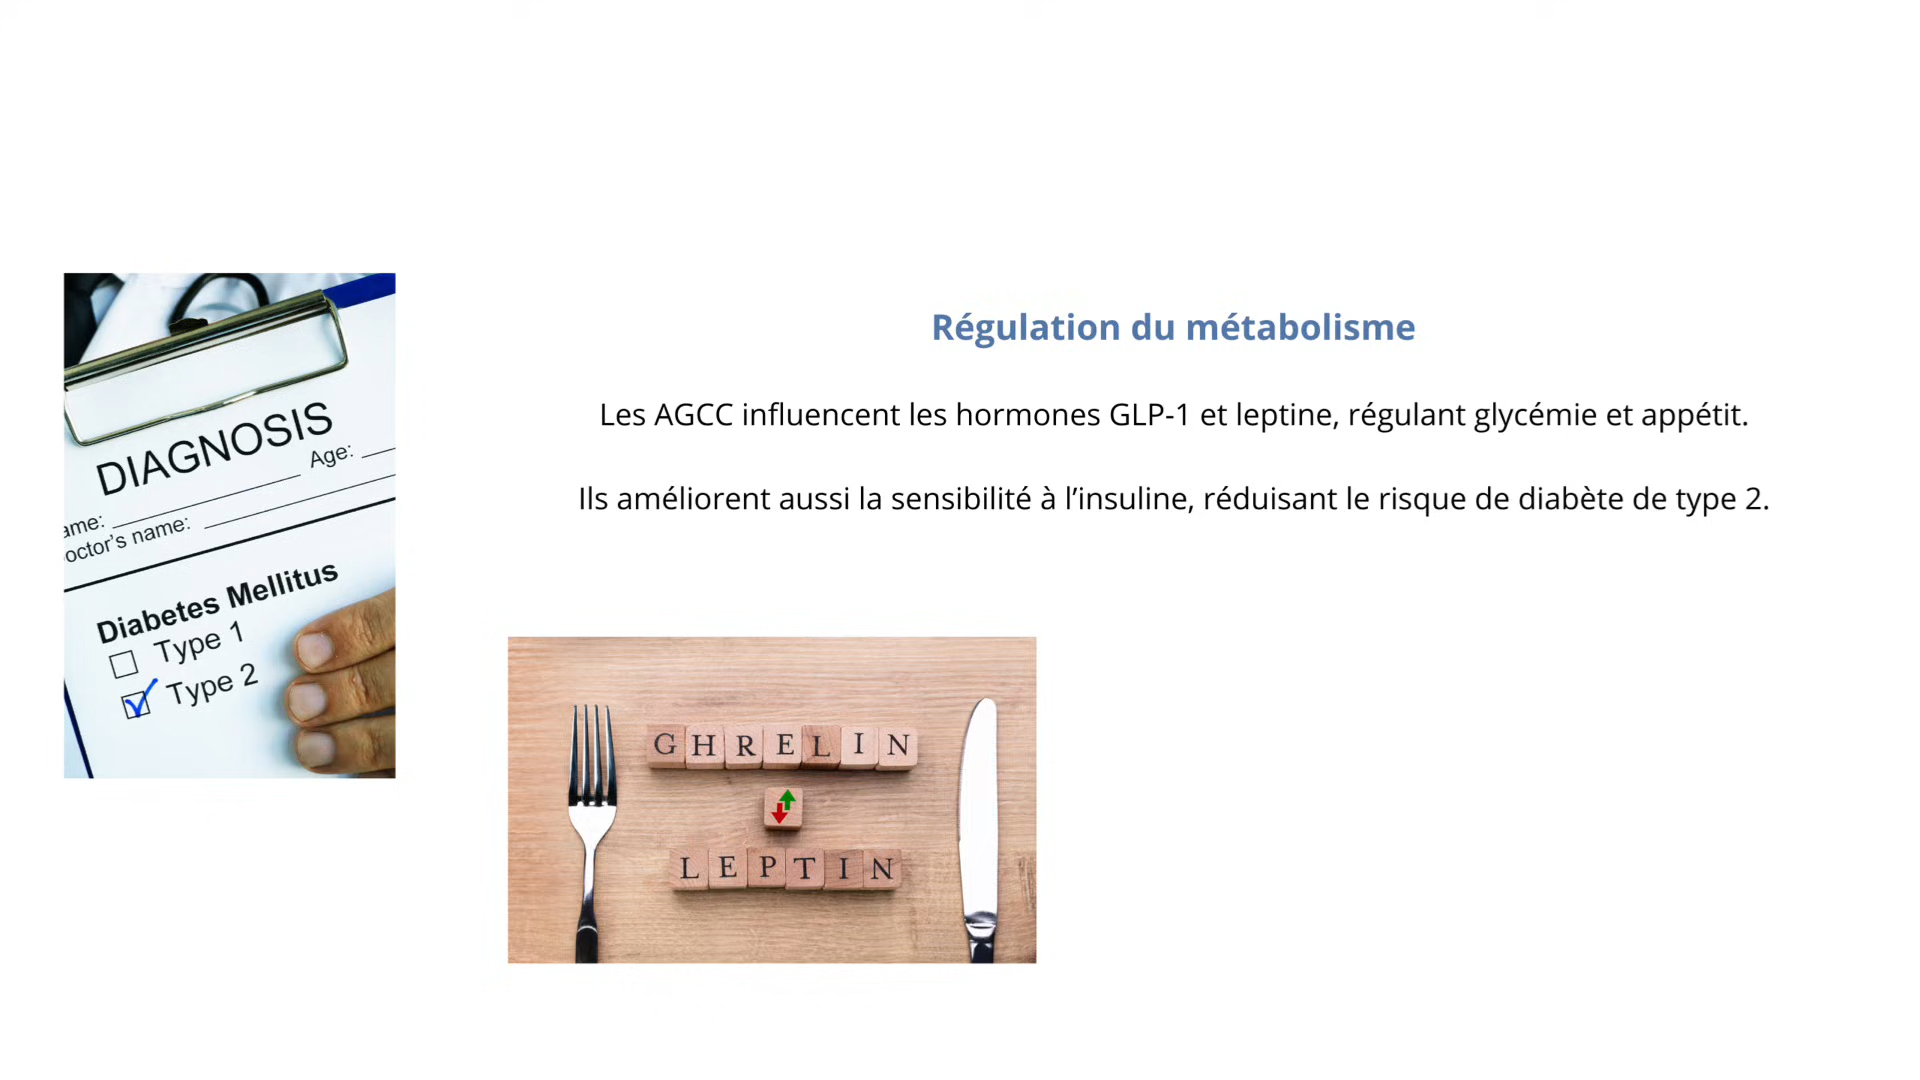 DIAGNOSIS
Age:
ame:
octor's name:
Diabetes Mellitus
Type 1
Type 2
Régulation du métabolisme
Les AGCC influencent les hormones GLP-1 et leptine, régulant glycémie et appétit.
Ils améliorent aussi la sensibilité à l’insuline, réduisant le risque de diabète de type 2.
GHRELIN
LEPTIN